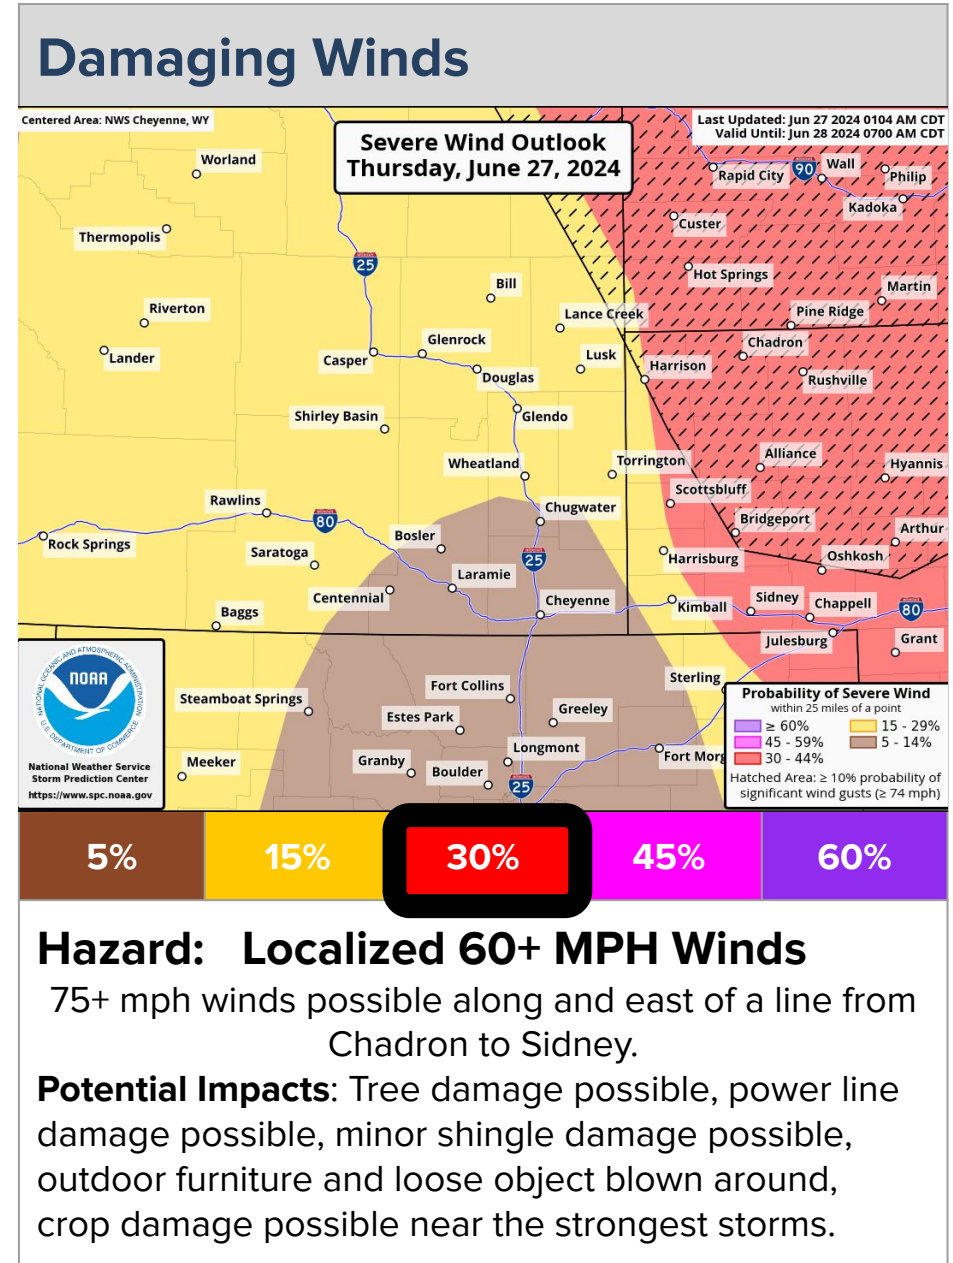 Damaging Winds
Centered Area: NWS Cheyenne, WY
Severe Wind Outlook
Thursday, June 27, 2024
Last Updated: Jun 27 2024 0104 AM CDT
Valid Until: Jun 28 2024 0700 AM CDT
Worland
Rapid City
90
Wall
Philip
Kadoka
Thermopolis
Custer
25
Hot Springs
Bill
Martin
Riverton
Lance Creek
Pine Ridge
Lander
Casper
Glenrock
Lusk
Harrison
Chadron
Douglas
Rushville
Shirley Basin
Glendo
Wheatland
Torrington
Alliance
Hyannis
Rawlins
80
Chugwater
Scottsbluff
Bridgeport
Arthur
Rock Springs
Saratoga
Bosler
25
Harrisburg
Oshkosh
Centennial
Laramie
Cheyenne
Kimball
Sidney
Chappell
80
Baggs
Julesburg
Grant
Steamboat Springs
Fort Collins
Sterling
Estes Park
Greeley
Meeker
Granby
Longmont
Boulder
Fort Morg
25
NATIONAL OCEANIC AND ATMOSPHERIC ADMINISTRATION
NOAA
U.S. DEPARTMENT OF COMMERCE
National Weather Service
Storm Prediction Center
https://www.spc.noaa.gov
Probability of Severe Wind
within 25 miles of a point
≥ 60%
15 - 29%
45 - 59%
5 - 14%
30 - 44%
Hatched Area: ≥ 10% probability of
significant wind gusts (≥ 74 mph)
5%
15%
30%
45%
60%
Hazard: Localized 60+ MPH Winds
75+ mph winds possible along and east of a line from
Chadron to Sidney.
Potential Impacts: Tree damage possible, power line
damage possible, minor shingle damage possible,
outdoor furniture and loose object blown around,
crop damage possible near the strongest storms.